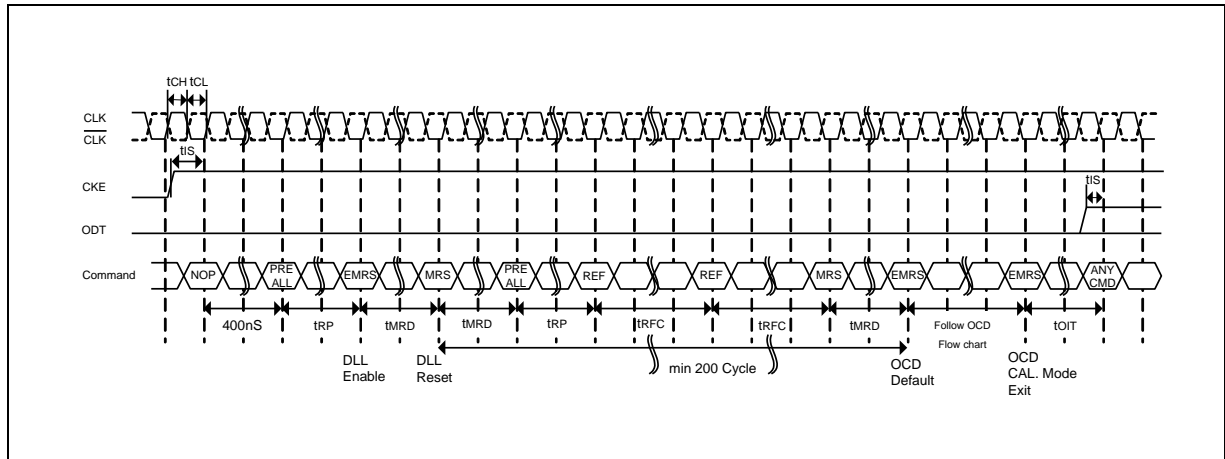 tCH tCL
CLK
CLK
tIS
CKE
tIS
ODT
Command NOP PRE ALL EMRS MRS PRE ALL REF REF MRS EMRS EMRS ANY CMD
400nS tRP tMRD tMRD tRP tRFC tRFC tMRD Follow OCD Flow chart tOIT
DLL Enable
DLL Reset
min 200 Cycle
OCD Default
OCD CAL. Mode Exit